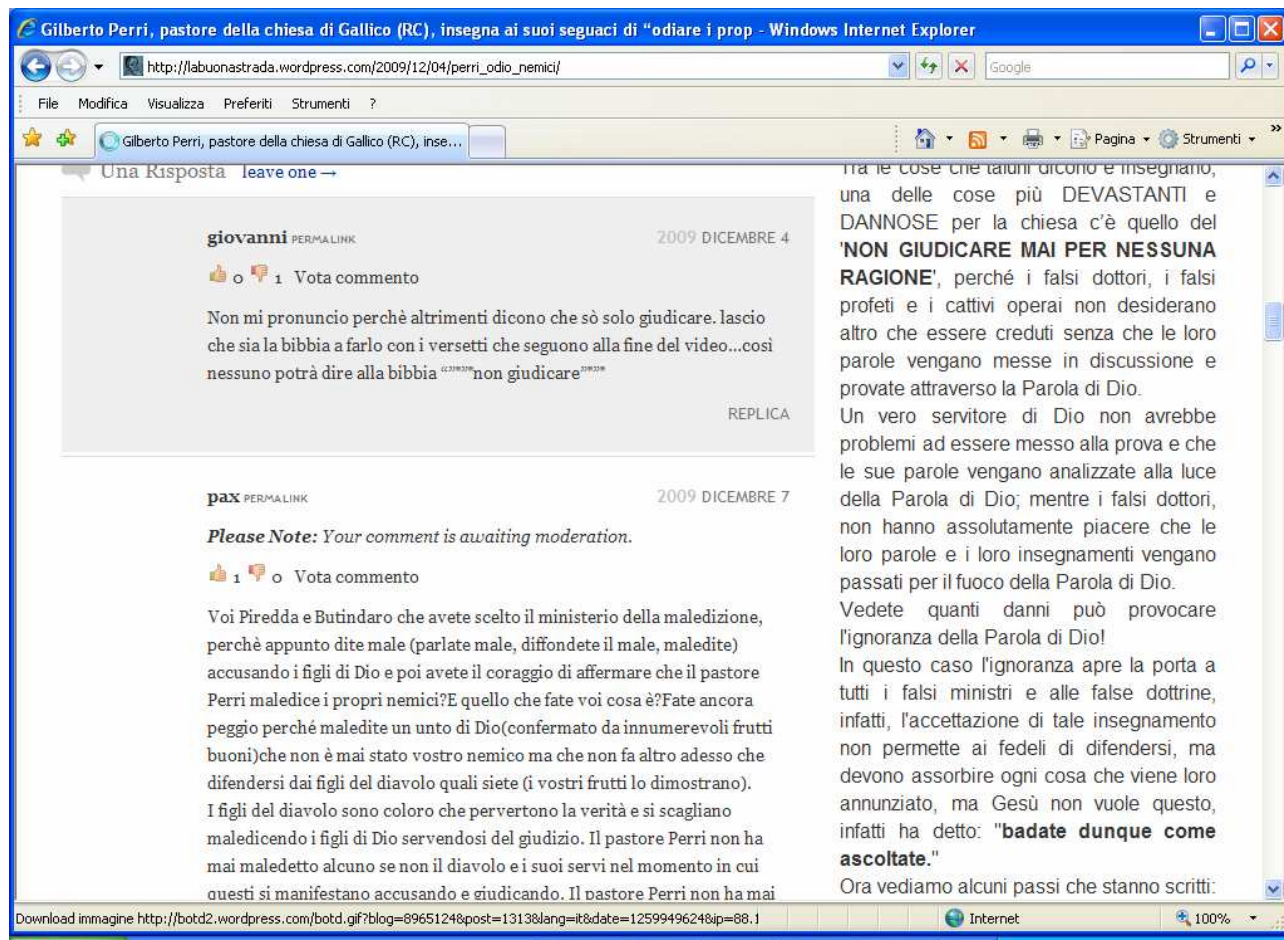 Gilberto Perri, pastore della chiesa di Gallico (RC), insegna ai suoi seguaci di “odiare i prop - Windows Internet Explorer
http://labuonastrada.wordpress.com/2009/12/04/perri_odio_nemici/
Google
File Modifica Visualizza Preferiti Strumenti ?
Gilberto Perri, pastore della chiesa di Gallico (RC), inse...
Pagina Strumenti »
Una Risposta leave one →
giovanni PERMALINK 2009 DICEMBRE 4
0 1 Vota commento
Non mi pronuncio perchè altrimenti dicono che sò solo giudicare. lascio
che sia la bibbia a farlo con i versetti che seguono alla fine del video...così
nessuno potrà dire alla bibbia “”””non giudicare””””
REPLICA
pax PERMALINK 2009 DICEMBRE 7
Please Note: Your comment is awaiting moderation.
1 0 Vota commento
Voi Piredda e Butindaro che avete scelto il ministerio della maledizione,
perchè appunto dite male (parlate male, diffondete il male, maledite)
accusando i figli di Dio e poi avete il coraggio di affermare che il pastore
Perri maledice i propri nemici?E quello che fate voi cosa è?Fate ancora
peggio perché maledite un unto di Dio(confermato da innumerevoli frutti
buoni)che non è mai stato vostro nemico ma che non fa altro adesso che
difendersi dai figli del diavolo quali siete (i vostri frutti lo dimostrano).
I figli del diavolo sono coloro che pervertono la verità e si scagliano
maledicendo i figli di Dio servendosi del giudizio. Il pastore Perri non ha
mai maledetto alcuno se non il diavolo e i suoi servi nel momento in cui
questi si manifestano accusando e giudicando. Il pastore Perri non ha mai
Tra le cose che taluni dicono e insegnano,
una delle cose più DEVASTANTI e
DANNOSE per la chiesa c'è quello del
'NON GIUDICARE MAI PER NESSUNA
RAGIONE', perché i falsi dottori, i falsi
profeti e i cattivi operai non desiderano
altro che essere creduti senza che le loro
parole vengano messe in discussione e
provate attraverso la Parola di Dio.
Un vero servitore di Dio non avrebbe
problemi ad essere messo alla prova e che
le sue parole vengano analizzate alla luce
della Parola di Dio; mentre i falsi dottori,
non hanno assolutamente piacere che le
loro parole e i loro insegnamenti vengano
passati per il fuoco della Parola di Dio.
Vedete quanti danni può provocare
l'ignoranza della Parola di Dio!
In questo caso l'ignoranza apre la porta a
tutti i falsi ministri e alle false dottrine,
infatti, l'accettazione di tale insegnamento
non permette ai fedeli di difendersi, ma
devono assorbire ogni cosa che viene loro
annunziato, ma Gesù non vuole questo,
infatti ha detto: "badate dunque come
ascoltate."
Ora vediamo alcuni passi che stanno scritti:
Download immagine http://botd2.wordpress.com/botd.gif?blog=8965124&post=1313&lang=it&date=1259949624&ip=88.1
Internet 100%